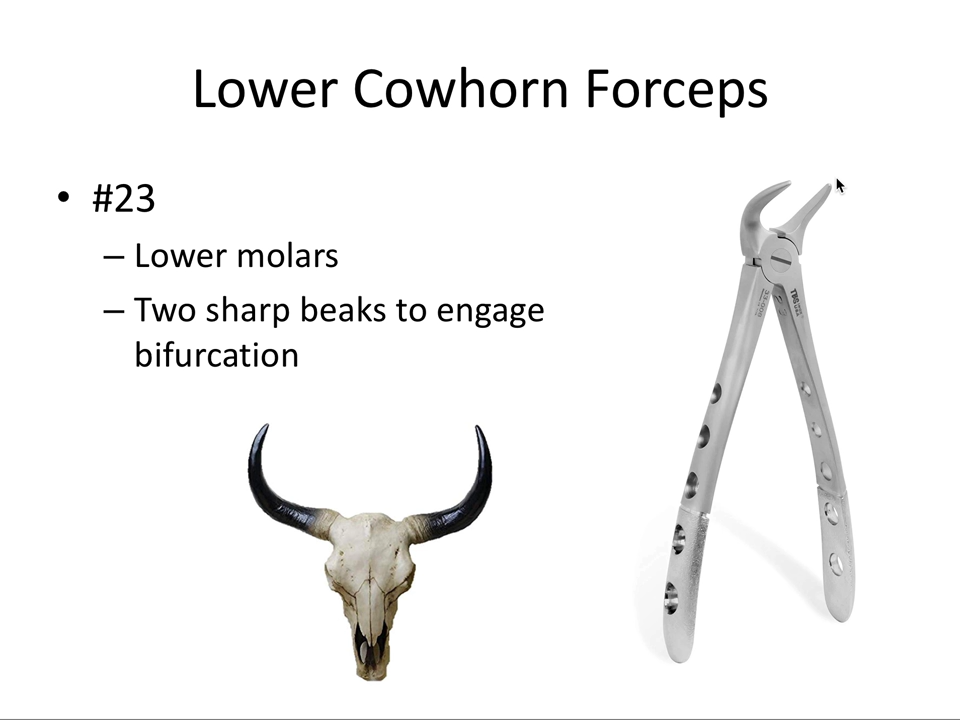 Lower Cowhorn Forceps
• #23
– Lower molars
– Two sharp beaks to engage
bifurcation